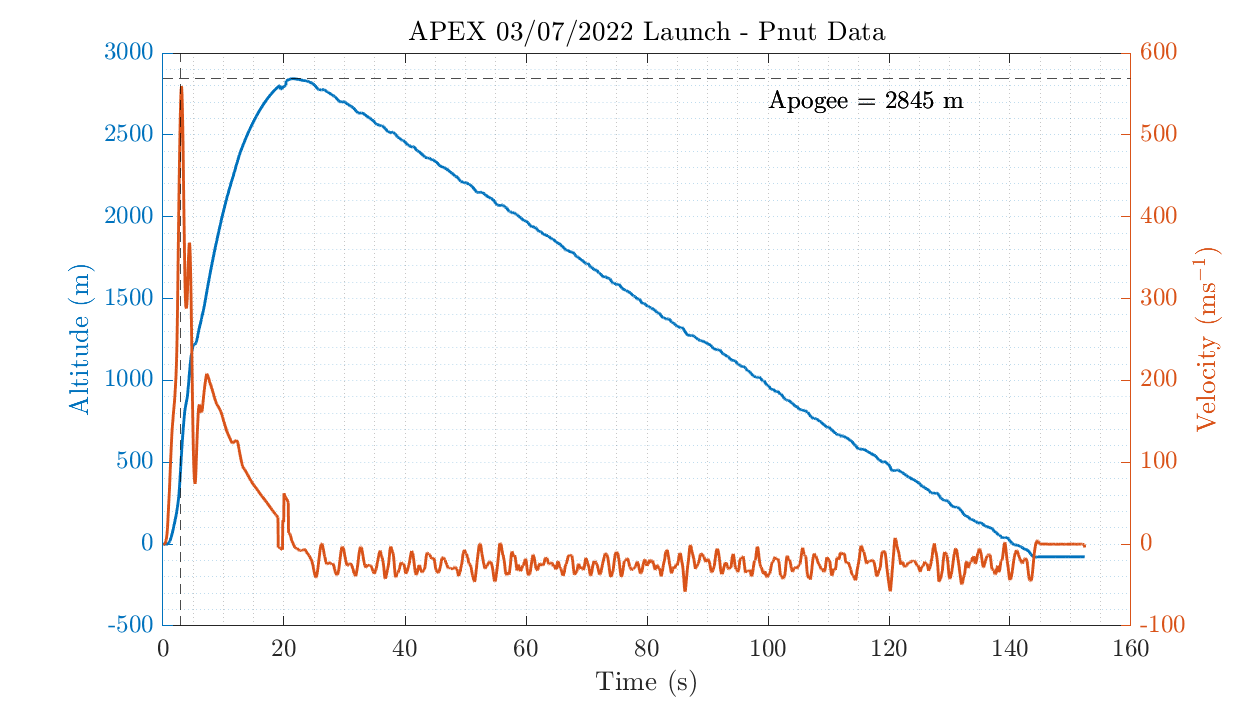 APEX 03/07/2022 Launch - Pnut Data
3000
2500
2000
1500
1000
500
0
-500
Altitude (m)
Apogee = 2845 m
600
500
400
300
200
100
0
-100
Velocity (ms⁻¹)
0 20 40 60 80 100 120 140 160
Time (s)